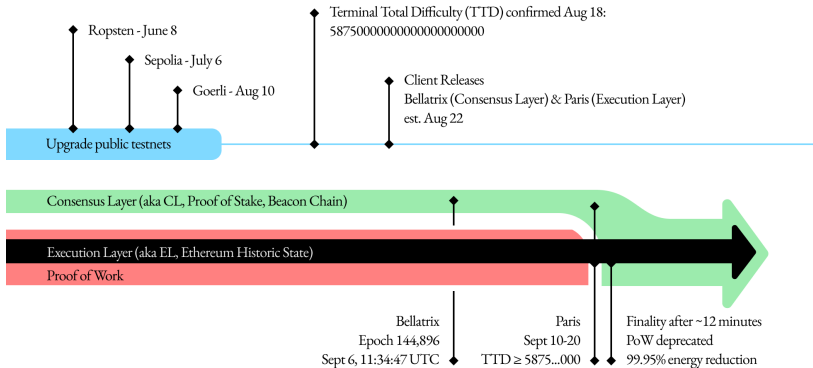 Ropsten - June 8
Sepolia - July 6
Goerli - Aug 10
Terminal Total Difficulty (TTD) confirmed Aug 18:
58750000000000000000000
Client Releases
Bellatrix (Consensus Layer) & Paris (Execution Layer)
est. Aug 22
Upgrade public testnets
Consensus Layer (aka CL, Proof of Stake, Beacon Chain)
Execution Layer (aka EL, Ethereum Historic State)
Proof of Work
Bellatrix
Epoch 144,896
Sept 6, 11:34:47 UTC
Paris
Sept 10-20
TTD ≥ 5875...000
Finality after ~12 minutes
PoW deprecated
99.95% energy reduction